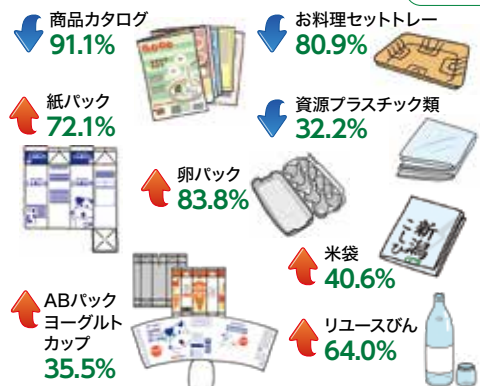 商品カタログ
91.1%
お料理セットトレー
80.9%
紙パック
72.1%
資源プラスチック類
32.2%
卵パック
83.8%
新潟
こしひ
米袋
40.6%
ABパック
ヨーグルト
カップ
35.5%
リユースびん
64.0%